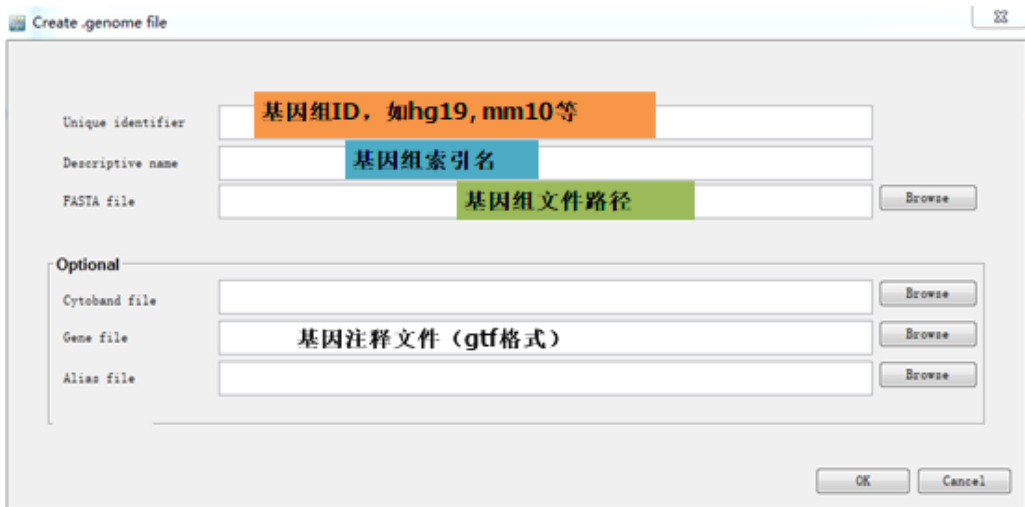 Create .genome file
Unique identifier 基因组ID，如hg19, mm10等
Descriptive name 基因组索引名
FASTA file 基因组文件路径 Browse
Optional
Cytoband file Browse
Gene file 基因注释文件（gtf格式） Browse
Alias file Browse
OK Cancel